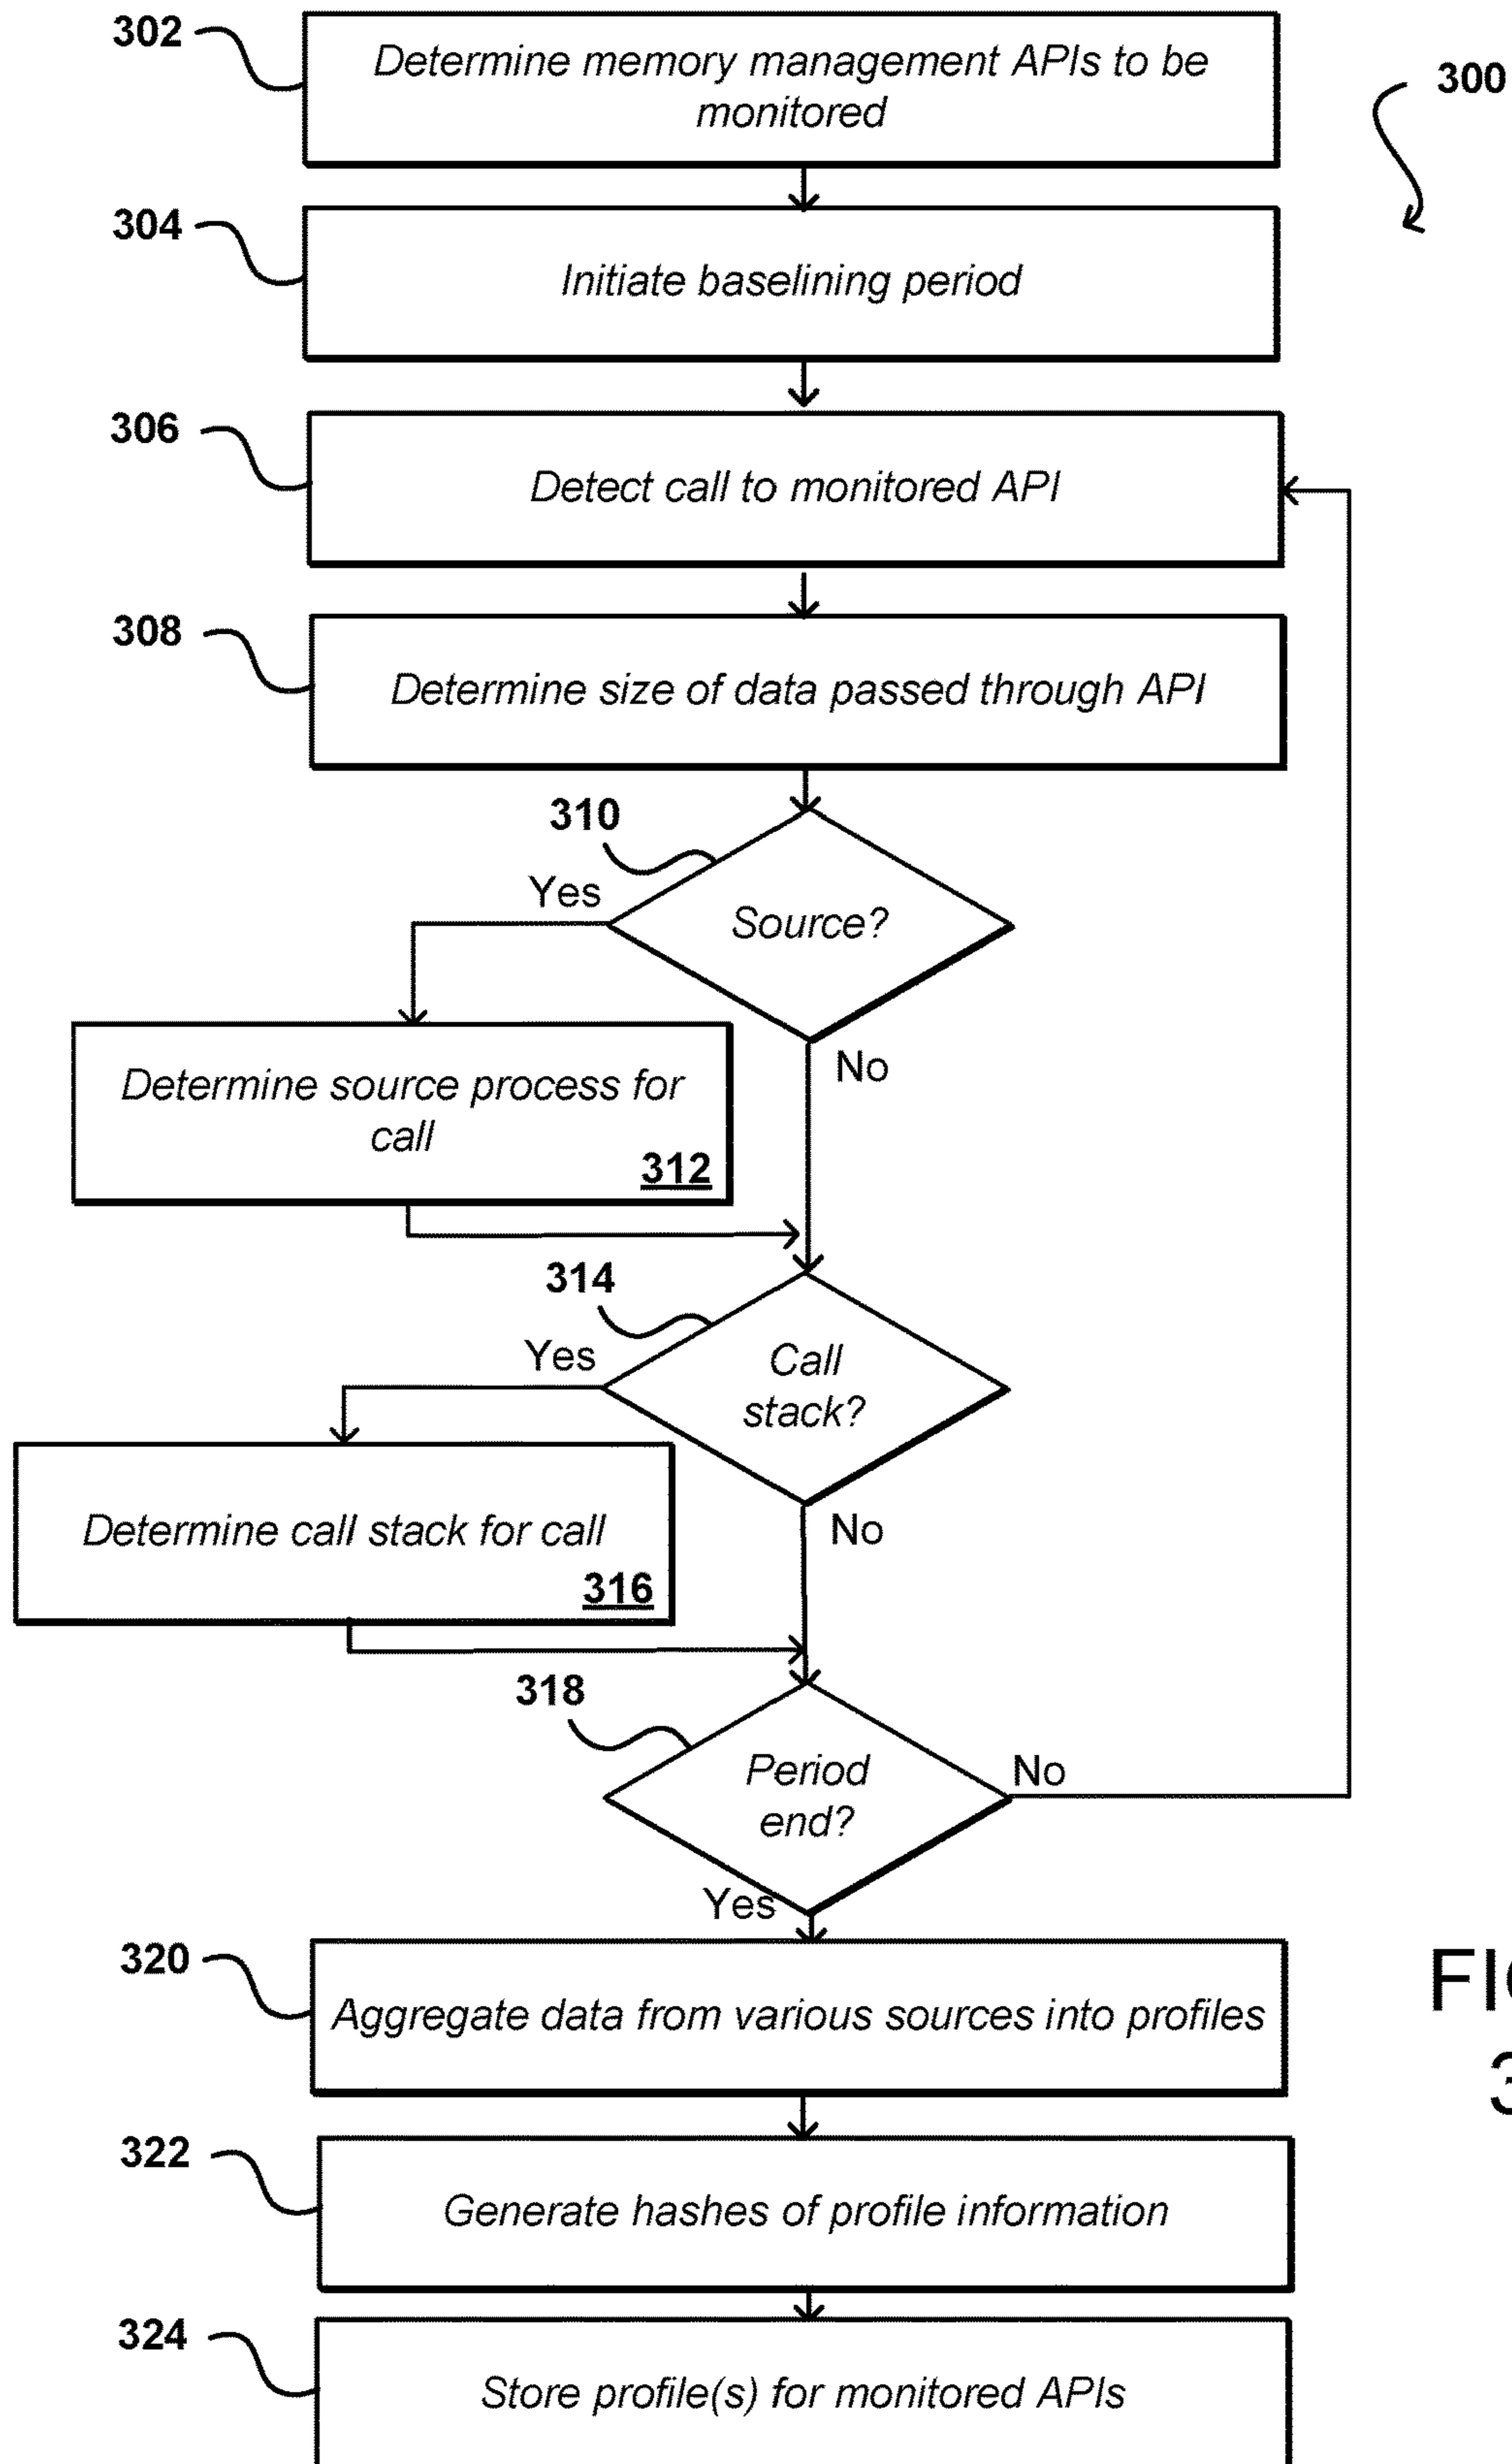 302
Determine memory management APIs to be
monitored
300
304
Initiate baselining period
306
Detect call to monitored API
308
Determine size of data passed through API
310
Yes
Source?
No
Determine source process for
call
312
314
Yes
Call
stack?
No
Determine call stack for call
316
318
Period
end?
No
Yes
320
Aggregate data from various sources into profiles
322
Generate hashes of profile information
324
Store profile(s) for monitored APIs